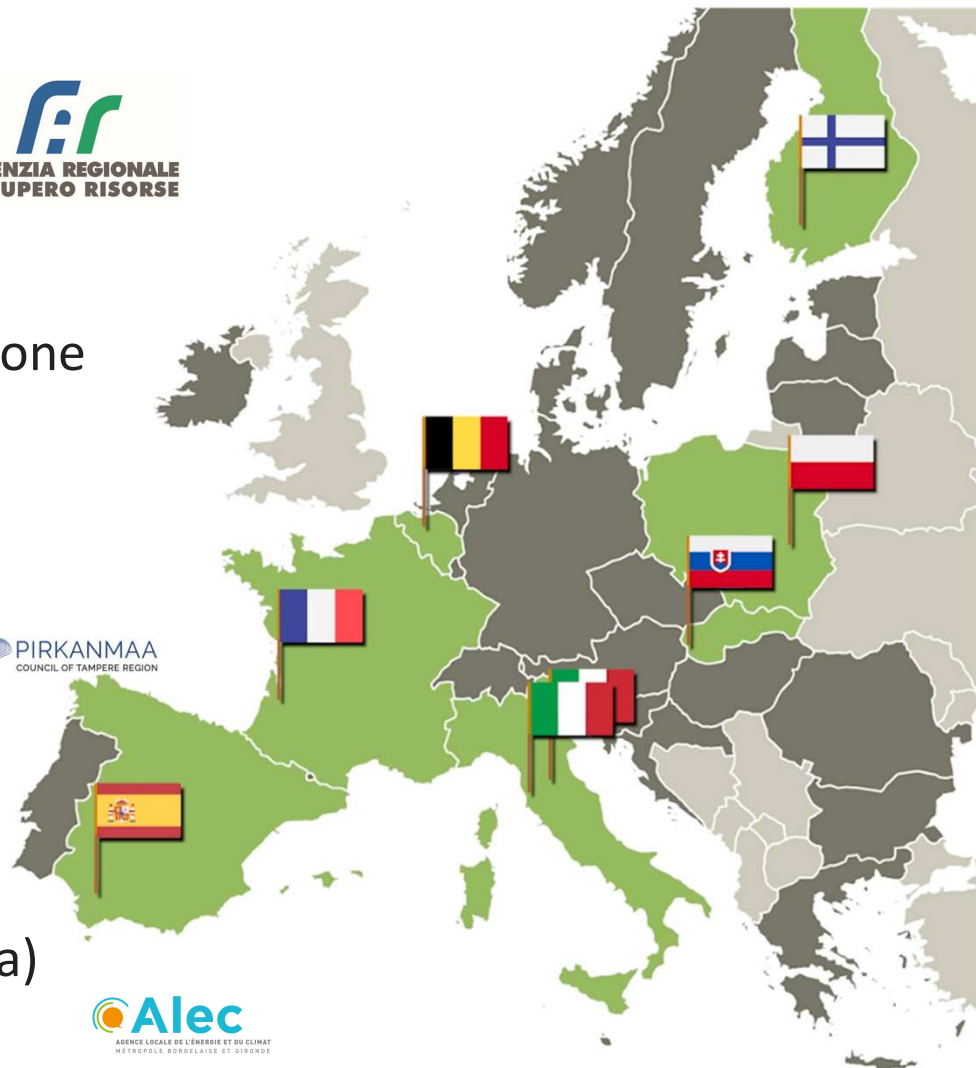 ENZIA REGIONALE
UPERO RISORSE
one
PIRKANMAA
COUNCIL OF TAMPERE REGION
a)
Alec
AGENCE LOCALE DE L'ÉNERGIE ET DU CLIMAT
MÉTROPOLE BORDELAISE ET GIRONDE